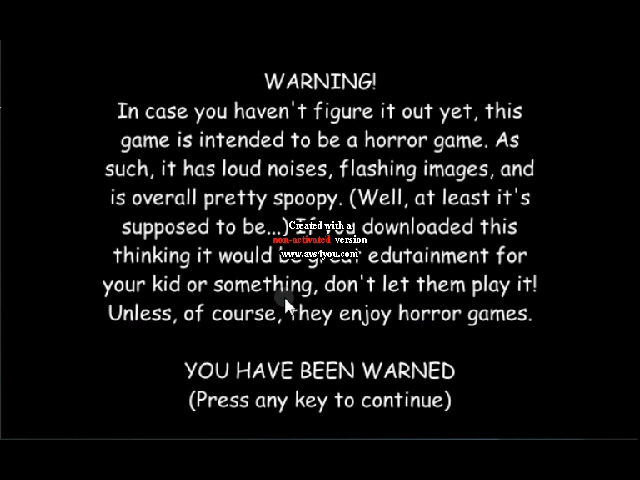 WARNING!
In case you haven't figure it out yet, this
game is intended to be a horror game. As
such, it has loud noises, flashing images, and
is overall pretty spoopy. (Well, at least it's
supposed to be...) If you downloaded this
thinking it would be great edutainment for
your kid or something, don't let them play it!
Unless, of course, they enjoy horror games.
Created with a
non-activated version
www.avs4you.com
YOU HAVE BEEN WARNED
(Press any key to continue)